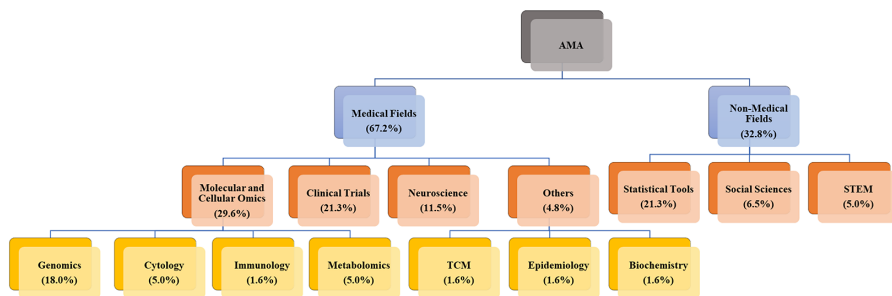 AMA
Medical Fields
(67.2%)
Non-Medical
Fields
(32.8%)
Molecular and
Cellular Omics
(29.6%)
Clinical Trials
(21.3%)
Neuroscience
(11.5%)
Others
(4.8%)
Statistical Tools
(21.3%)
Social Sciences
(6.5%)
STEM
(5.0%)
Genomics
(18.0%)
Cytology
(5.0%)
Immunology
(1.6%)
Metabolomics
(5.0%)
TCM
(1.6%)
Epidemiology
(1.6%)
Biochemistry
(1.6%)